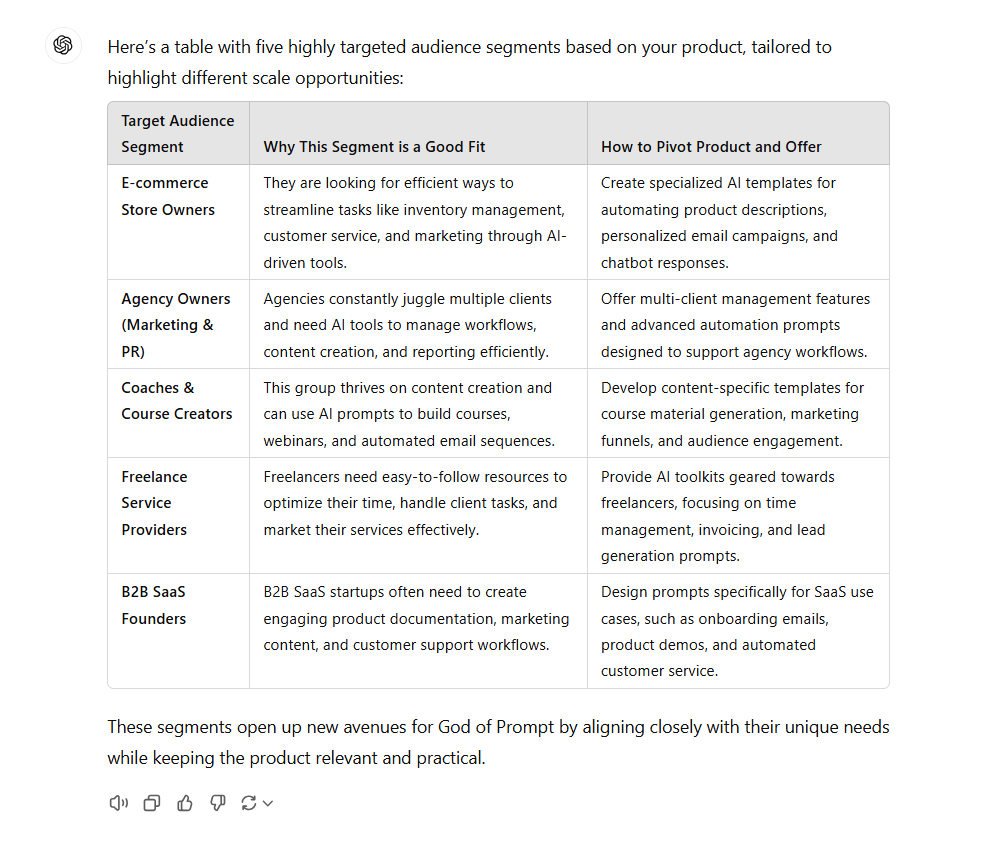 Here's a table with five highly targeted audience segments based on your product, tailored to
highlight different scale opportunities:
Target Audience
Segment
Why This Segment is a Good Fit
How to Pivot Product and Offer
E-commerce
Store Owners
They are looking for efficient ways to
streamline tasks like inventory management,
customer service, and marketing through AI-
driven tools.
Create specialized AI templates for
automating product descriptions,
personalized email campaigns, and
chatbot responses.
Agency Owners
(Marketing &
PR)
Agencies constantly juggle multiple clients
and need AI tools to manage workflows,
content creation, and reporting efficiently.
Offer multi-client management features
and advanced automation prompts
designed to support agency workflows.
Coaches &
Course Creators
This group thrives on content creation and
can use AI prompts to build courses,
webinars, and automated email sequences.
Develop content-specific templates for
course material generation, marketing
funnels, and audience engagement.
Freelance
Service
Providers
Freelancers need easy-to-follow resources to
optimize their time, handle client tasks, and
market their services effectively.
Provide AI toolkits geared towards
freelancers, focusing on time
management, invoicing, and lead
generation prompts.
B2B SaaS
Founders
B2B SaaS startups often need to create
engaging product documentation, marketing
content, and customer support workflows.
Design prompts specifically for SaaS use
cases, such as onboarding emails,
product demos, and automated
customer service.
These segments open up new avenues for God of Prompt by aligning closely with their unique needs
while keeping the product relevant and practical.